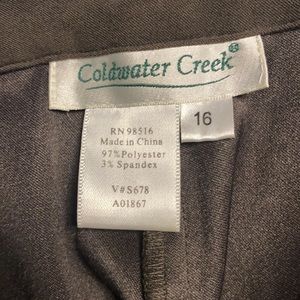 Coldwater Creek®
16
RN 98516
Made in China
97% Polyester
3% Spandex
V# S678
A01867